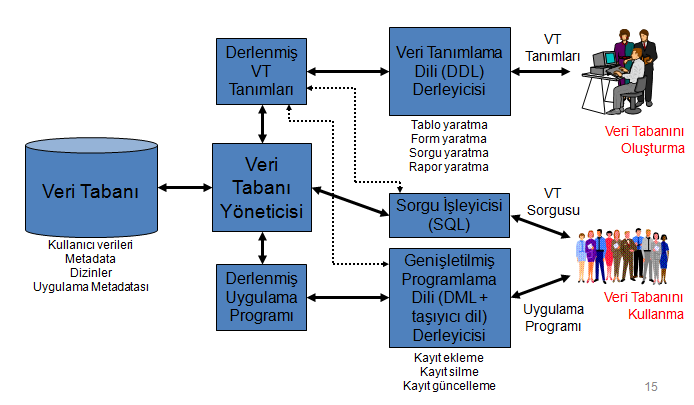 Derlenmiş
VT
Tanımları
Veri Tanımlama
Dili (DDL)
Derleyicisi
VT
Tanımları
Tablo yaratma
Form yaratma
Sorgu yaratma
Rapor yaratma
Veri Tabanını
Oluşturma
Veri Tabanı
Kullanıcı verileri
Metadata
Dizinler
Uygulama Metadatası
Veri
Tabanı
Yöneticisi
Sorgu İşleyicisi
(SQL)
VT
Sorgusu
Derlenmiş
Uygulama
Programı
Genişletilmiş
Programlama
Dili (DML +
taşıyıcı dil)
Derleyicisi
Uygulama
Programı
Veri Tabanını
Kullanma
Kayıt ekleme
Kayıt silme
Kayıt güncelleme
15